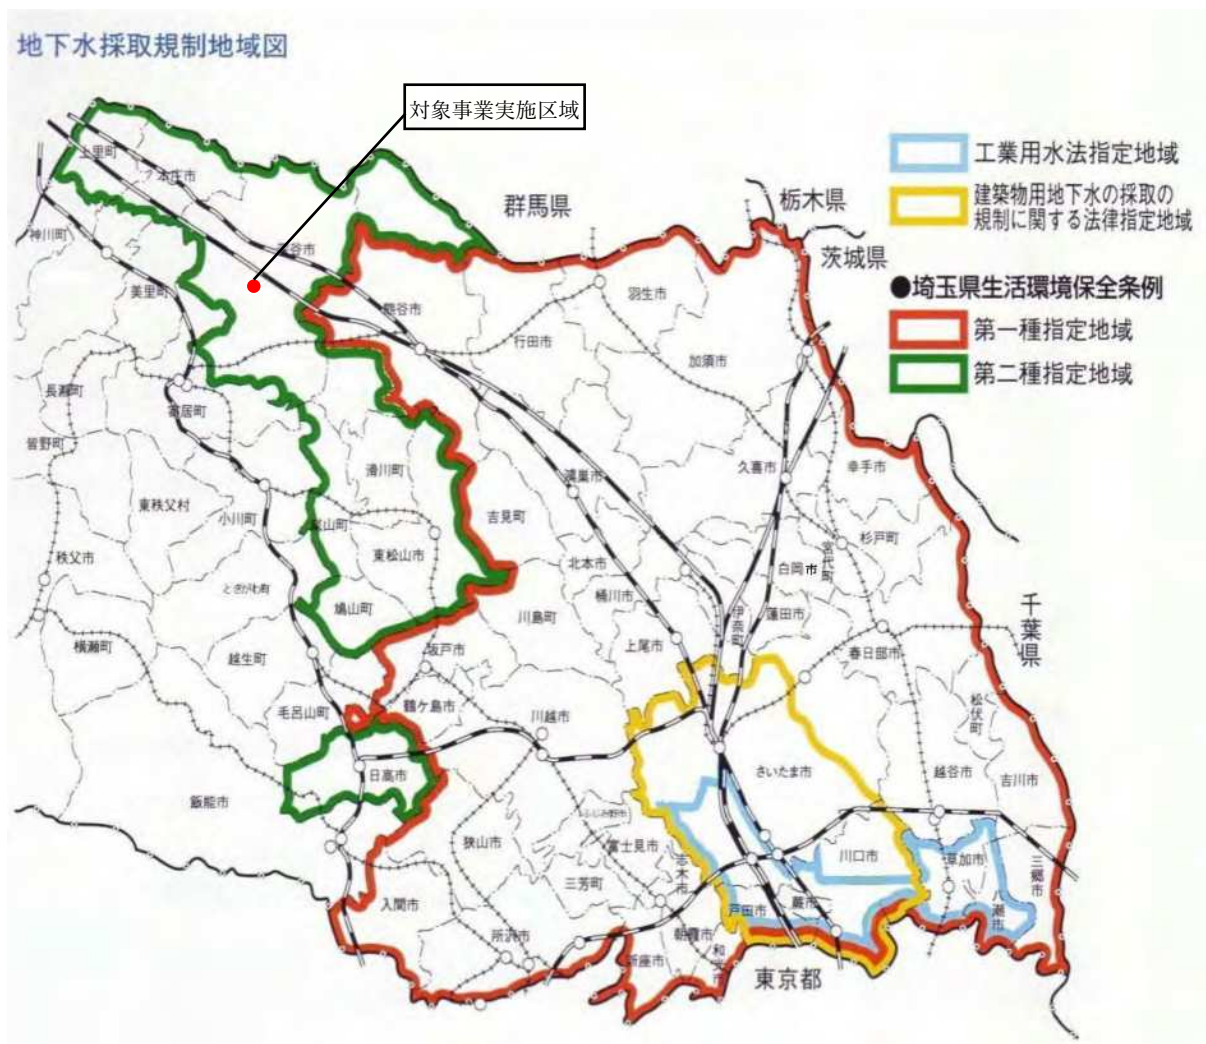 地下水採取規制地域図
対象事業実施区域
工業用水法指定地域
建築物用地下水の採取の
規制に関する法律指定地域
●埼玉県生活環境保全条例
第一種指定地域
第二種指定地域
群馬県
栃木県
茨城県
千葉県
東京都
上里町
本庄市
神川町
美里町
谷市
熊谷市
行田市
羽生市
加須市
長瀞町
寄居町
皆野町
滑川町
鴻巣市
久喜市
幸手市
東秩父村
小川町
嵐山町
東松山市
吉見町
北本市
宮代町
杉戸町
白岡市
秩父市
ときがわ町
鳩山町
桶川市
川島町
伊奈町
蓮田市
横瀬町
越生町
坂戸市
上尾市
春日部市
松伏町
毛呂山町
鶴ケ島市
川越市
日高市
さいたま市
越谷市
吉川市
飯能市
ふじみ野市
狭山市
富士見市
志木市
川口市
草加市
三郷市
三芳町
入間市
戸田市
蕨市
八潮市
所沢市
朝霞市
和光市
新座市